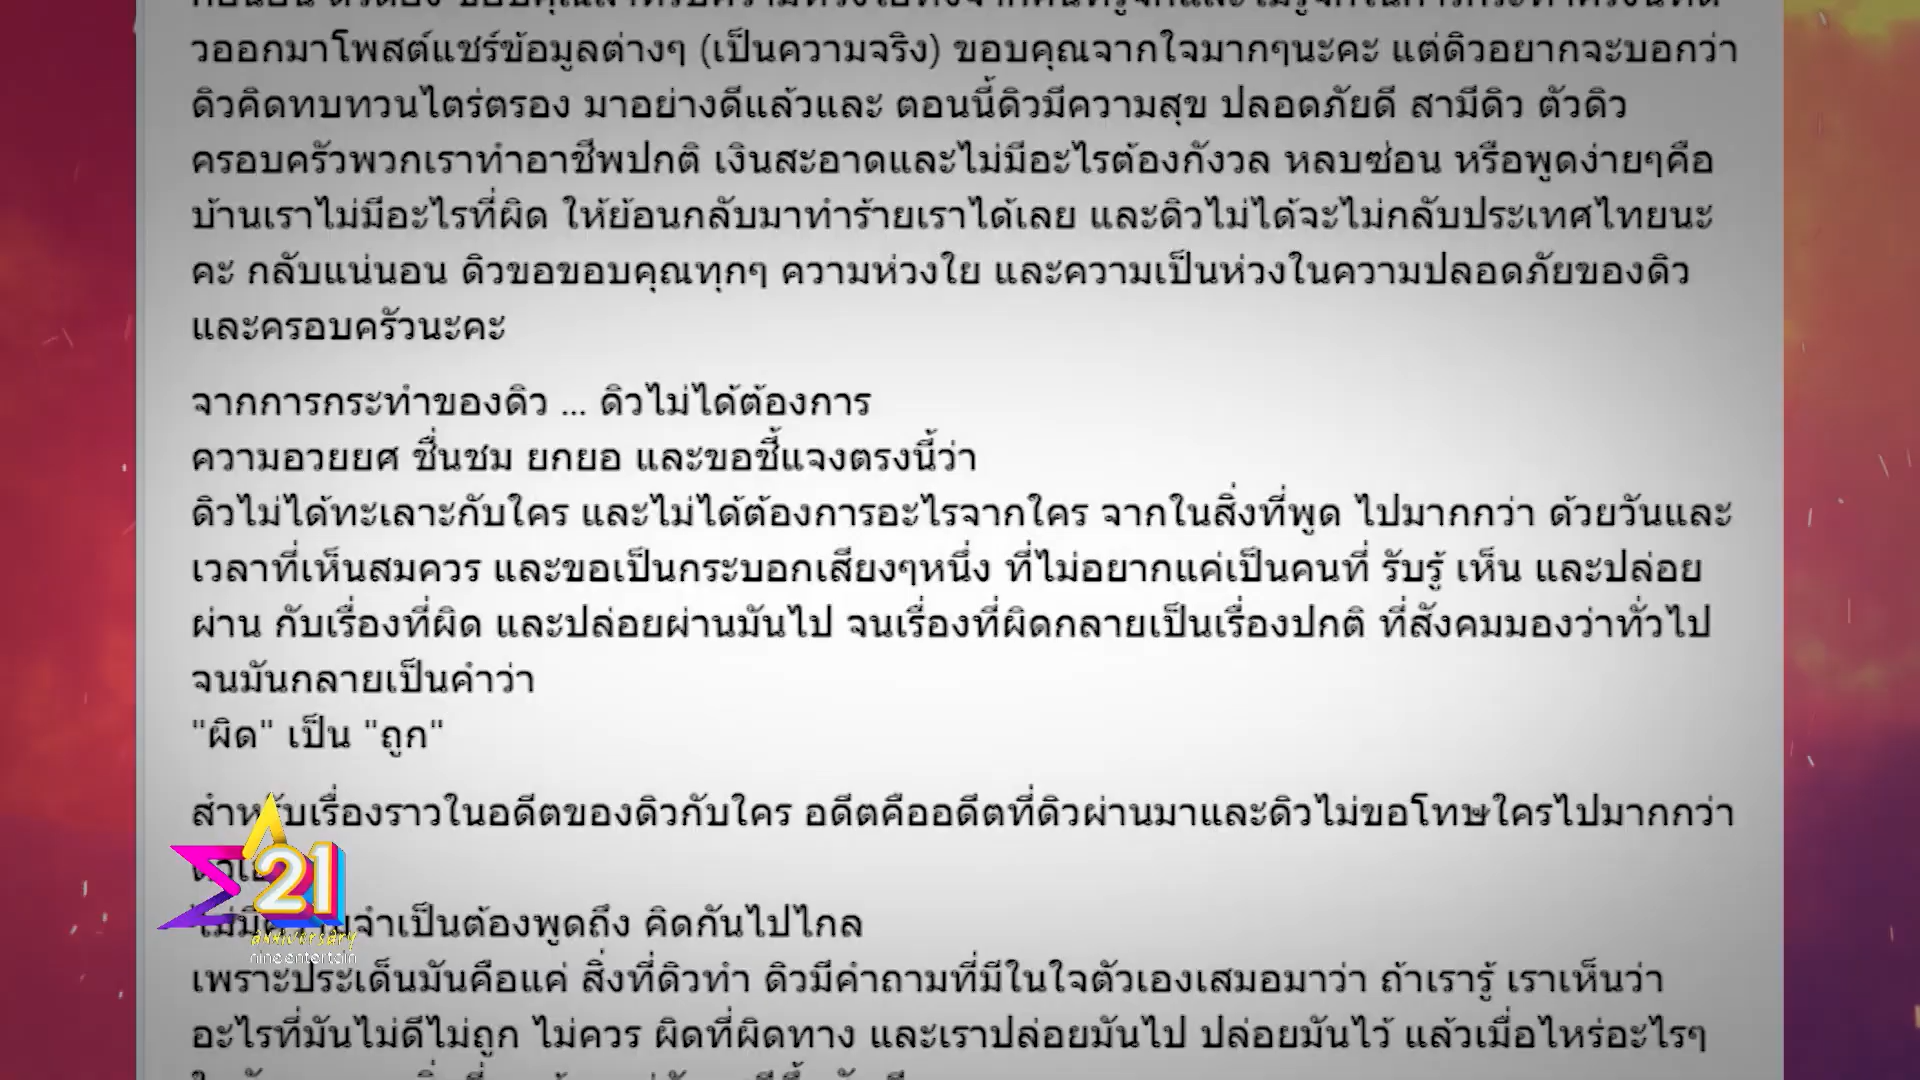 วออกมาโพสต์แชร์ข้อมูลต่างๆ (เป็นความจริง) ขอบคุณจากใจมากๆนะคะ แต่ดิวอยากจะบอกว่า
ดิวคิดทบทวนไตร่ตรอง มาอย่างดีแล้วและ ตอนนี้ดิวมีความสุข ปลอดภัยดี สามีดิว ตัวดิว
ครอบครัวพวกเราทำอาชีพปกติ เงินสะอาดและไม่มีอะไรต้องกังวล หลบซ่อน หรือพูดง่ายๆคือ
บ้านเราไม่มีอะไรที่ผิด ให้ย้อนกลับมาทำร้ายเราได้เลย และดิวไม่ได้จะไม่กลับประเทศไทยนะ
คะ กลับแน่นอน ดิวขอขอบคุณทุกๆ ความห่วงใย และความเป็นห่วงในความปลอดภัยของดิว
และครอบครัวนะคะ
จากการกระทำของดิว ... ดิวไม่ได้ต้องการ
ความอวยยศ ชื่นชม ยกยอ และขอชี้แจงตรงนี้ว่า
ดิวไม่ได้ทะเลาะกับใคร และไม่ได้ต้องการอะไรจากใคร จากในสิ่งที่พูด ไปมากกว่า ด้วยวันและ
เวลาที่เห็นสมควร และขอเป็นกระบอกเสียงๆหนึ่ง ที่ไม่อยากแค่เป็นคนที่ รับรู้ เห็น และปล่อย
ผ่าน กับเรื่องที่ผิด และปล่อยผ่านมันไป จนเรื่องที่ผิดกลายเป็นเรื่องปกติ ที่สังคมมองว่าทั่วไป
จนมันกลายเป็นคำว่า
"ผิด" เป็น "ถูก"
สำหรับเรื่องราวในอดีตของดิวกับใคร อดีตคืออดีตที่ดิวผ่านมาและดิวไม่ขอโทษใครไปมากกว่า
21
จำเป็นต้องพูดถึง คิดกันไปไกล
anniversary
nine entertain
เพราะประเด็นมันคือแค่ สิ่งที่ดิวทำ ดิวมีคำถามที่มีในใจตัวเองเสมอมาว่า ถ้าเรารู้ เราเห็นว่า
อะไรที่มันไม่ดีไม่ถูก ไม่ควร ผิดที่ผิดทาง และเราปล่อยมันไป ปล่อยมันไว้ แล้วเมื่อไหร่อะไรๆ